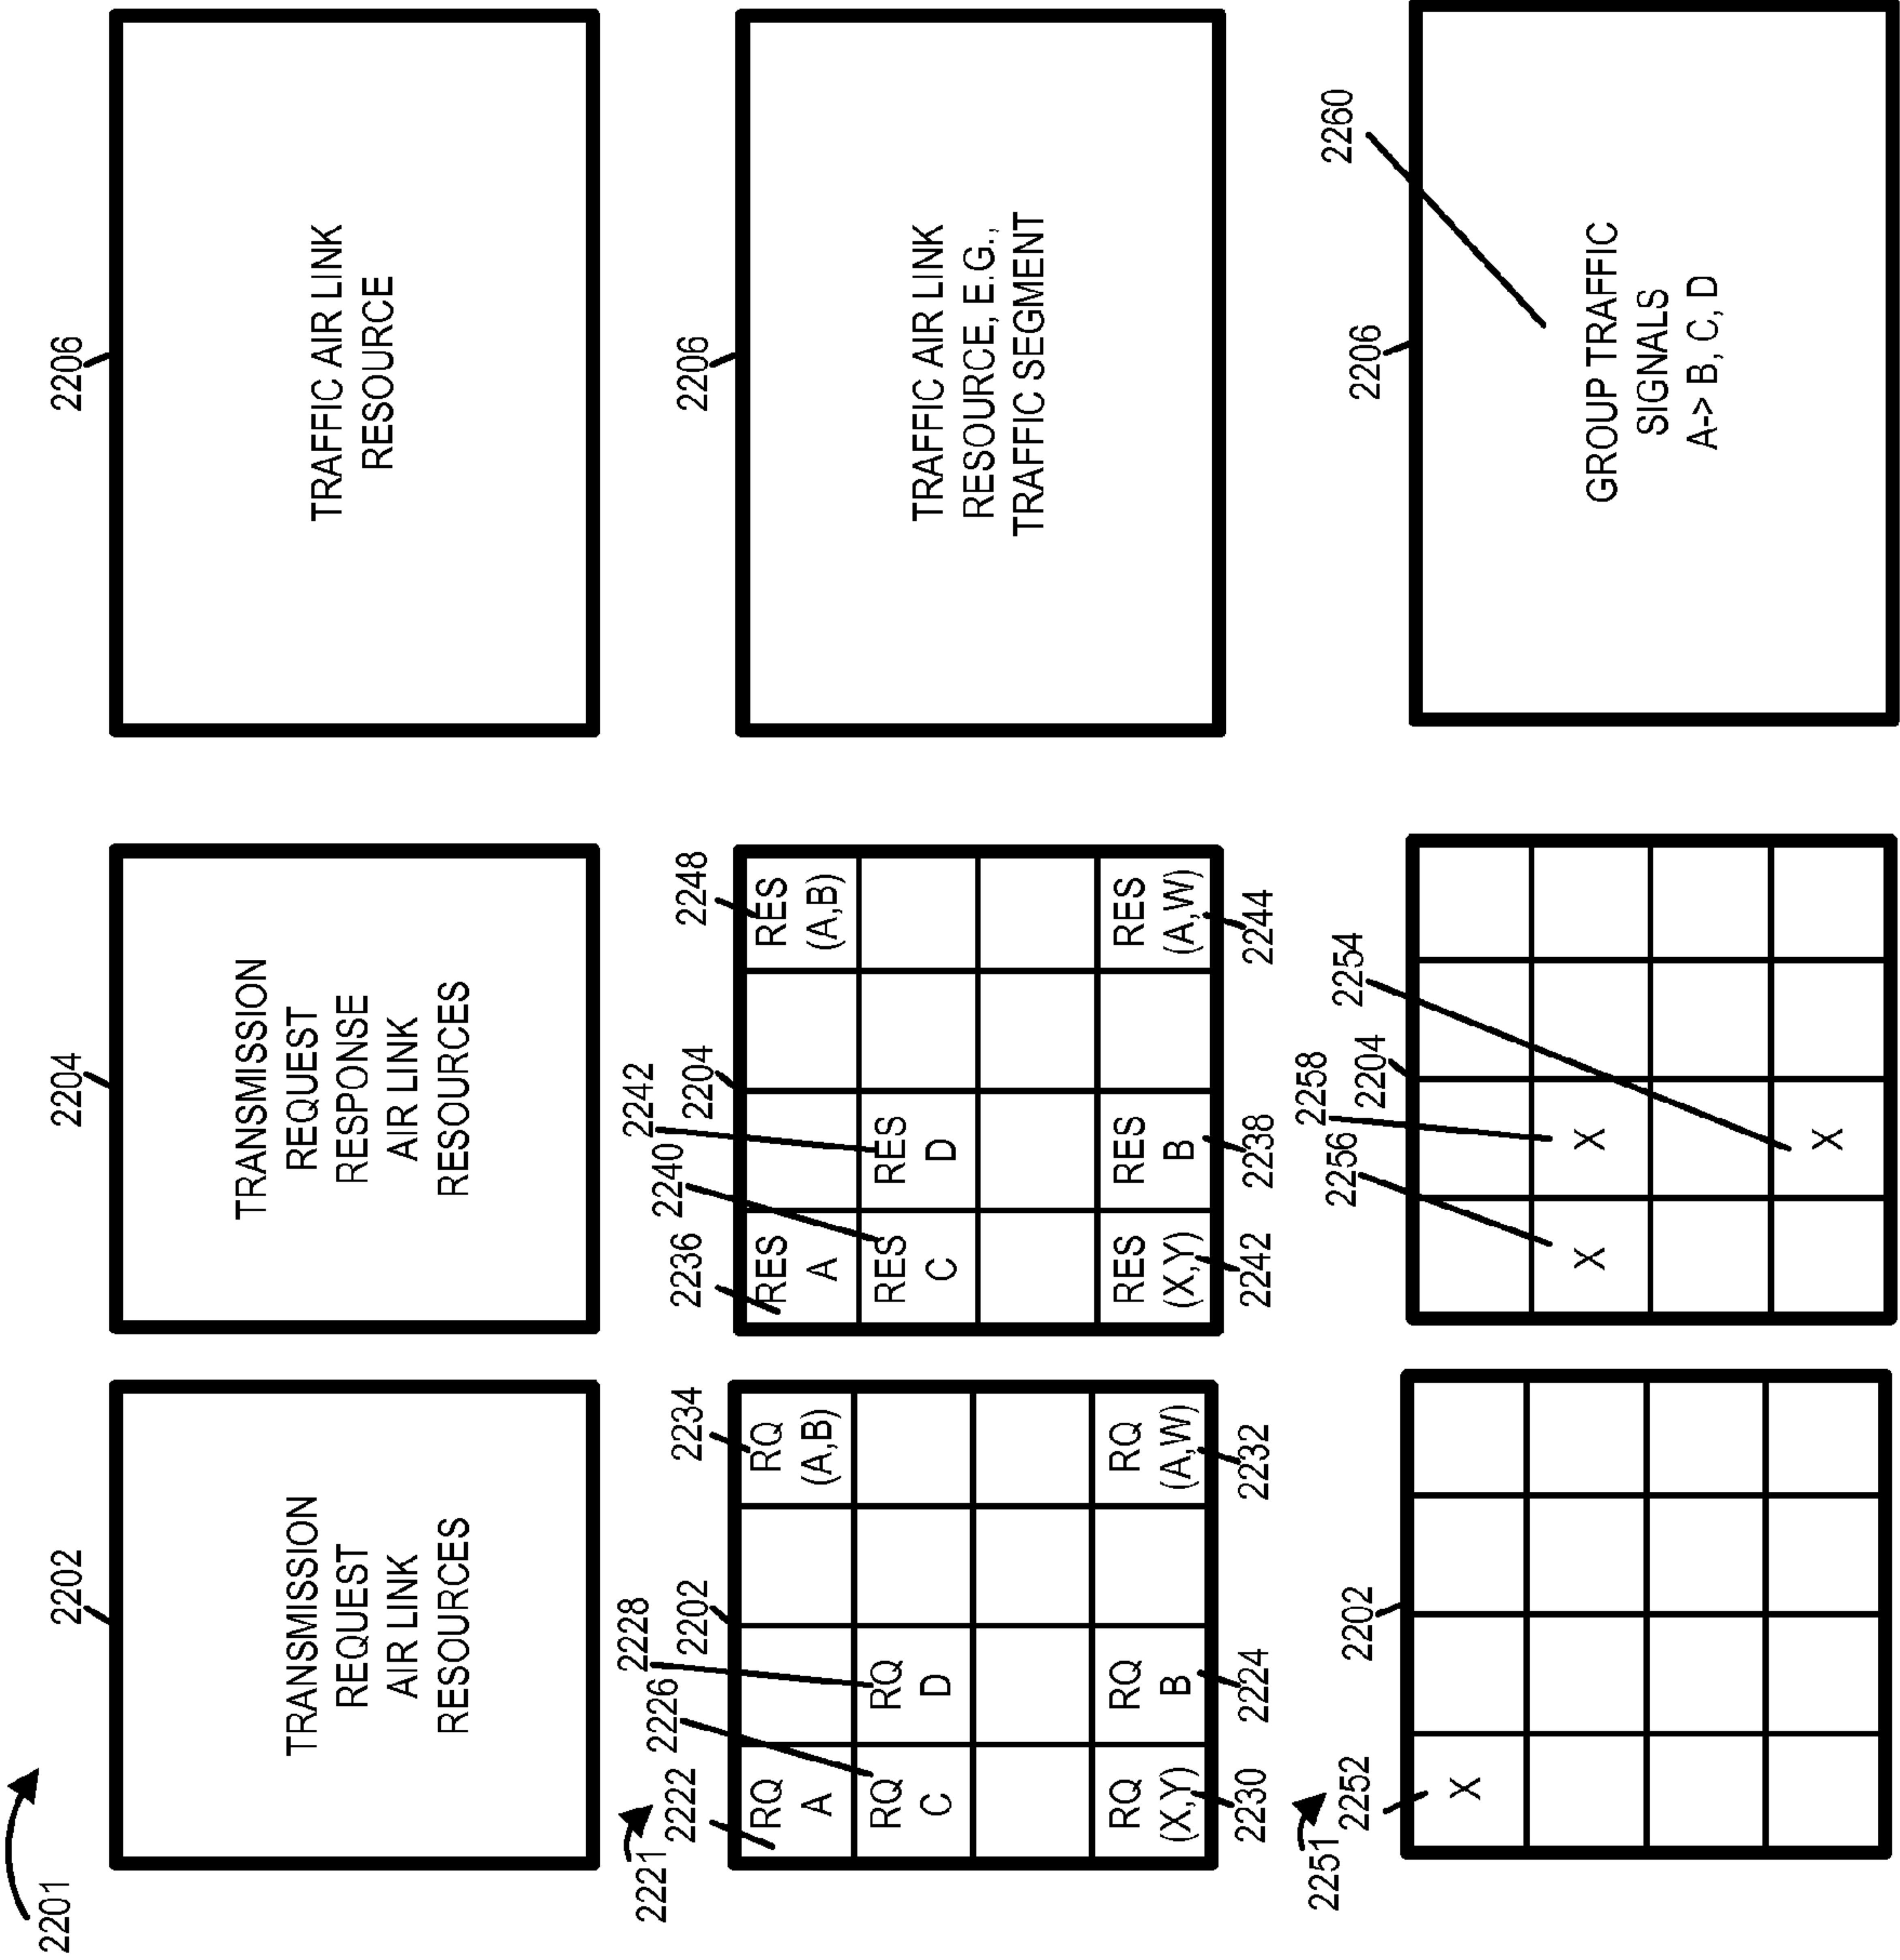 2201
2202
2204
2206
TRANSMISSION
REQUEST
AIR LINK
RESOURCES
TRANSMISSION
REQUEST
RESPONSE
AIR LINK
RESOURCES
TRAFFIC AIR LINK
RESOURCE
2221
2222
2226
2228
2202
2234
RQ
A
RQ
(A,B)
RQ
C
RQ
D
RQ
(X,Y)
RQ
B
RQ
(A,W)
2230
2224
2232
2236
2240
2242
2204
2248
RES
A
RES
(A,B)
RES
C
RES
D
RES
(X,Y)
RES
B
RES
(A,W)
2242
2238
2244
2206
TRAFFIC AIR LINK
RESOURCE, E.G.,
TRAFFIC SEGMENT
2251
2252
2202
X
2256
2258
2204
2254
X
X
X
2206
2260
GROUP TRAFFIC
SIGNALS
A-> B, C, D